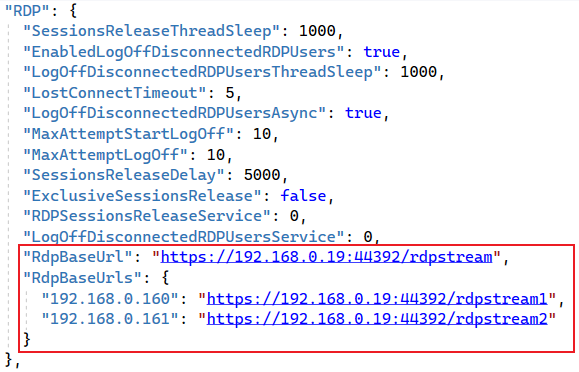 "RDP": {
"SessionsReleaseThreadSleep": 1000,
"EnabledLogOffDisconnectedRDPUsers": true,
"LogOffDisconnectedRDPUsersThreadSleep": 1000,
"LostConnectTimeout": 5,
"LogOffDisconnectedRDPUsersAsync": true,
"MaxAttemptStartLogOff": 10,
"MaxAttemptLogOff": 10,
"SessionsReleaseDelay": 5000,
"ExclusiveSessionsRelease": false,
"RDPSessionsReleaseService": 0,
"LogOffDisconnectedRDPUsersService": 0,
"RdpBaseUrl": "https://192.168.0.19:44392/rdpstream",
"RdpBaseUrls": {
"192.168.0.160": "https://192.168.0.19:44392/rdpstream1",
"192.168.0.161": "https://192.168.0.19:44392/rdpstream2"
}
},